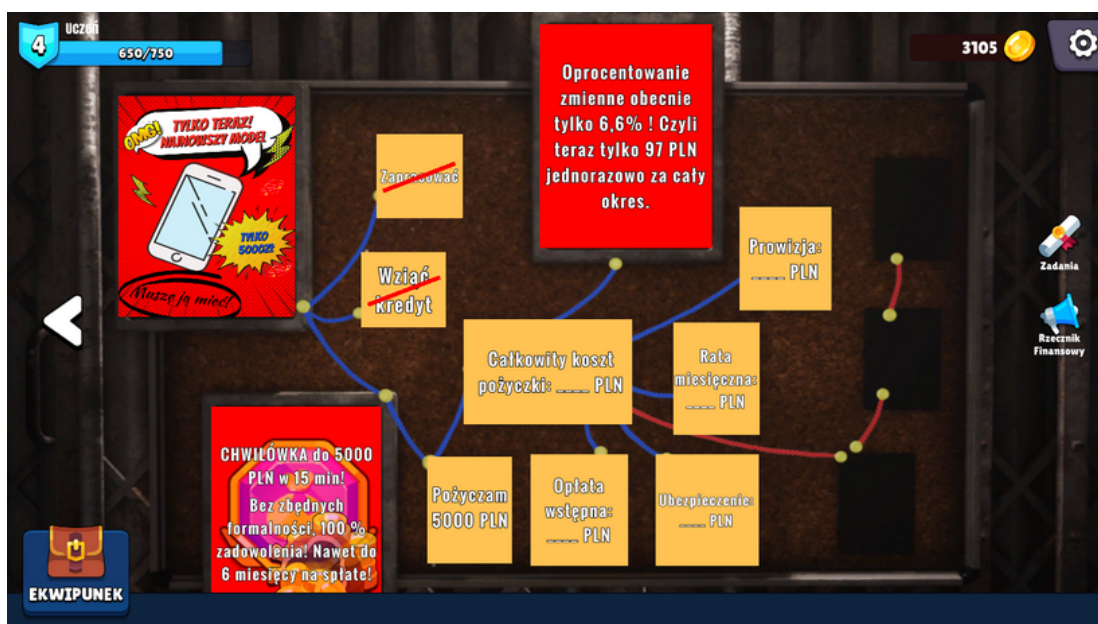 4
Uczeń
650/750
3105
OMG!
TYLKO TERAZ!
NAJNOWSZY MODEL
TYLKO
5000ZŁ
Muszę ją mieć!
Zapracować
Wziąć
kredyt
Oprocentowanie
zmienne obecnie
tylko 6,6% ! Czyli
teraz tylko 97 PLN
jednorazowo za cały
okres.
Prowizja:
____ PLN
Całkowity koszt
pożyczki: ____ PLN
Rata
miesięczna:
____ PLN
Zadania
Rzecznik
Finansowy
CHWILÓWKA do 5000
PLN w 15 min!
Bez zbędnych
formalności, 100 %
zadowolenia! Nawet do
6 miesięcy na spłatę!
Pożyczam
5000 PLN
Opłata
wstępna:
____ PLN
Ubezpieczenie:
____ PLN
EKWIPUNEK